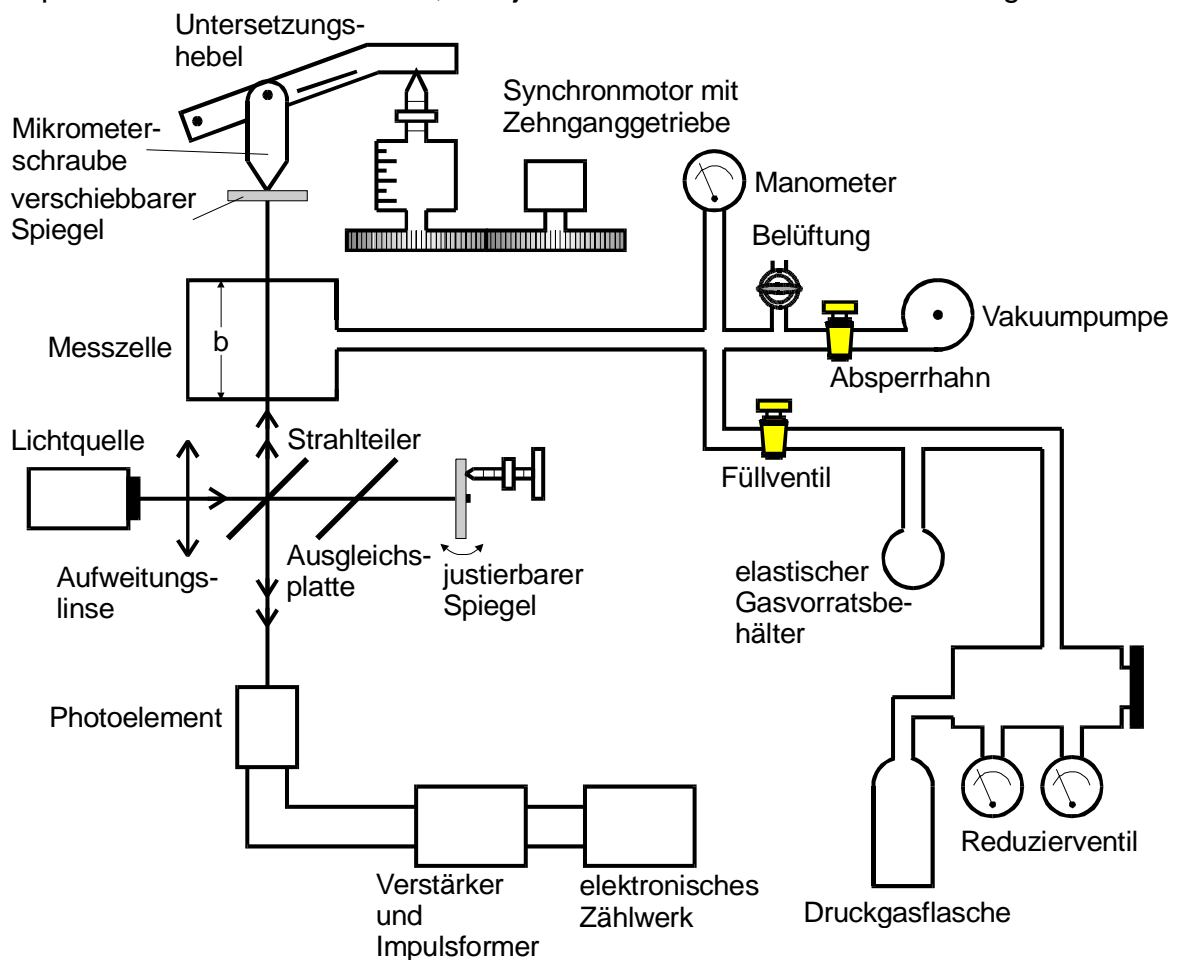 Untersetzungs-
hebel
Synchronmotor mit
Zehnganggetriebe
Mikrometer-
schraube
verschiebbarer
Spiegel
Manometer
Belüftung
Vakuumpumpe
Messzelle
b
Absperrhahn
Lichtquelle
Strahlteiler
Füllventil
Aufweitungs-
linse
Ausgleichs-
platte
justierbarer
Spiegel
elastischer
Gasvorratsbe-
hälter
Photoelement
Reduzierventil
Verstärker
und
Impulsformer
elektronisches
Zählwerk
Druckgasflasche